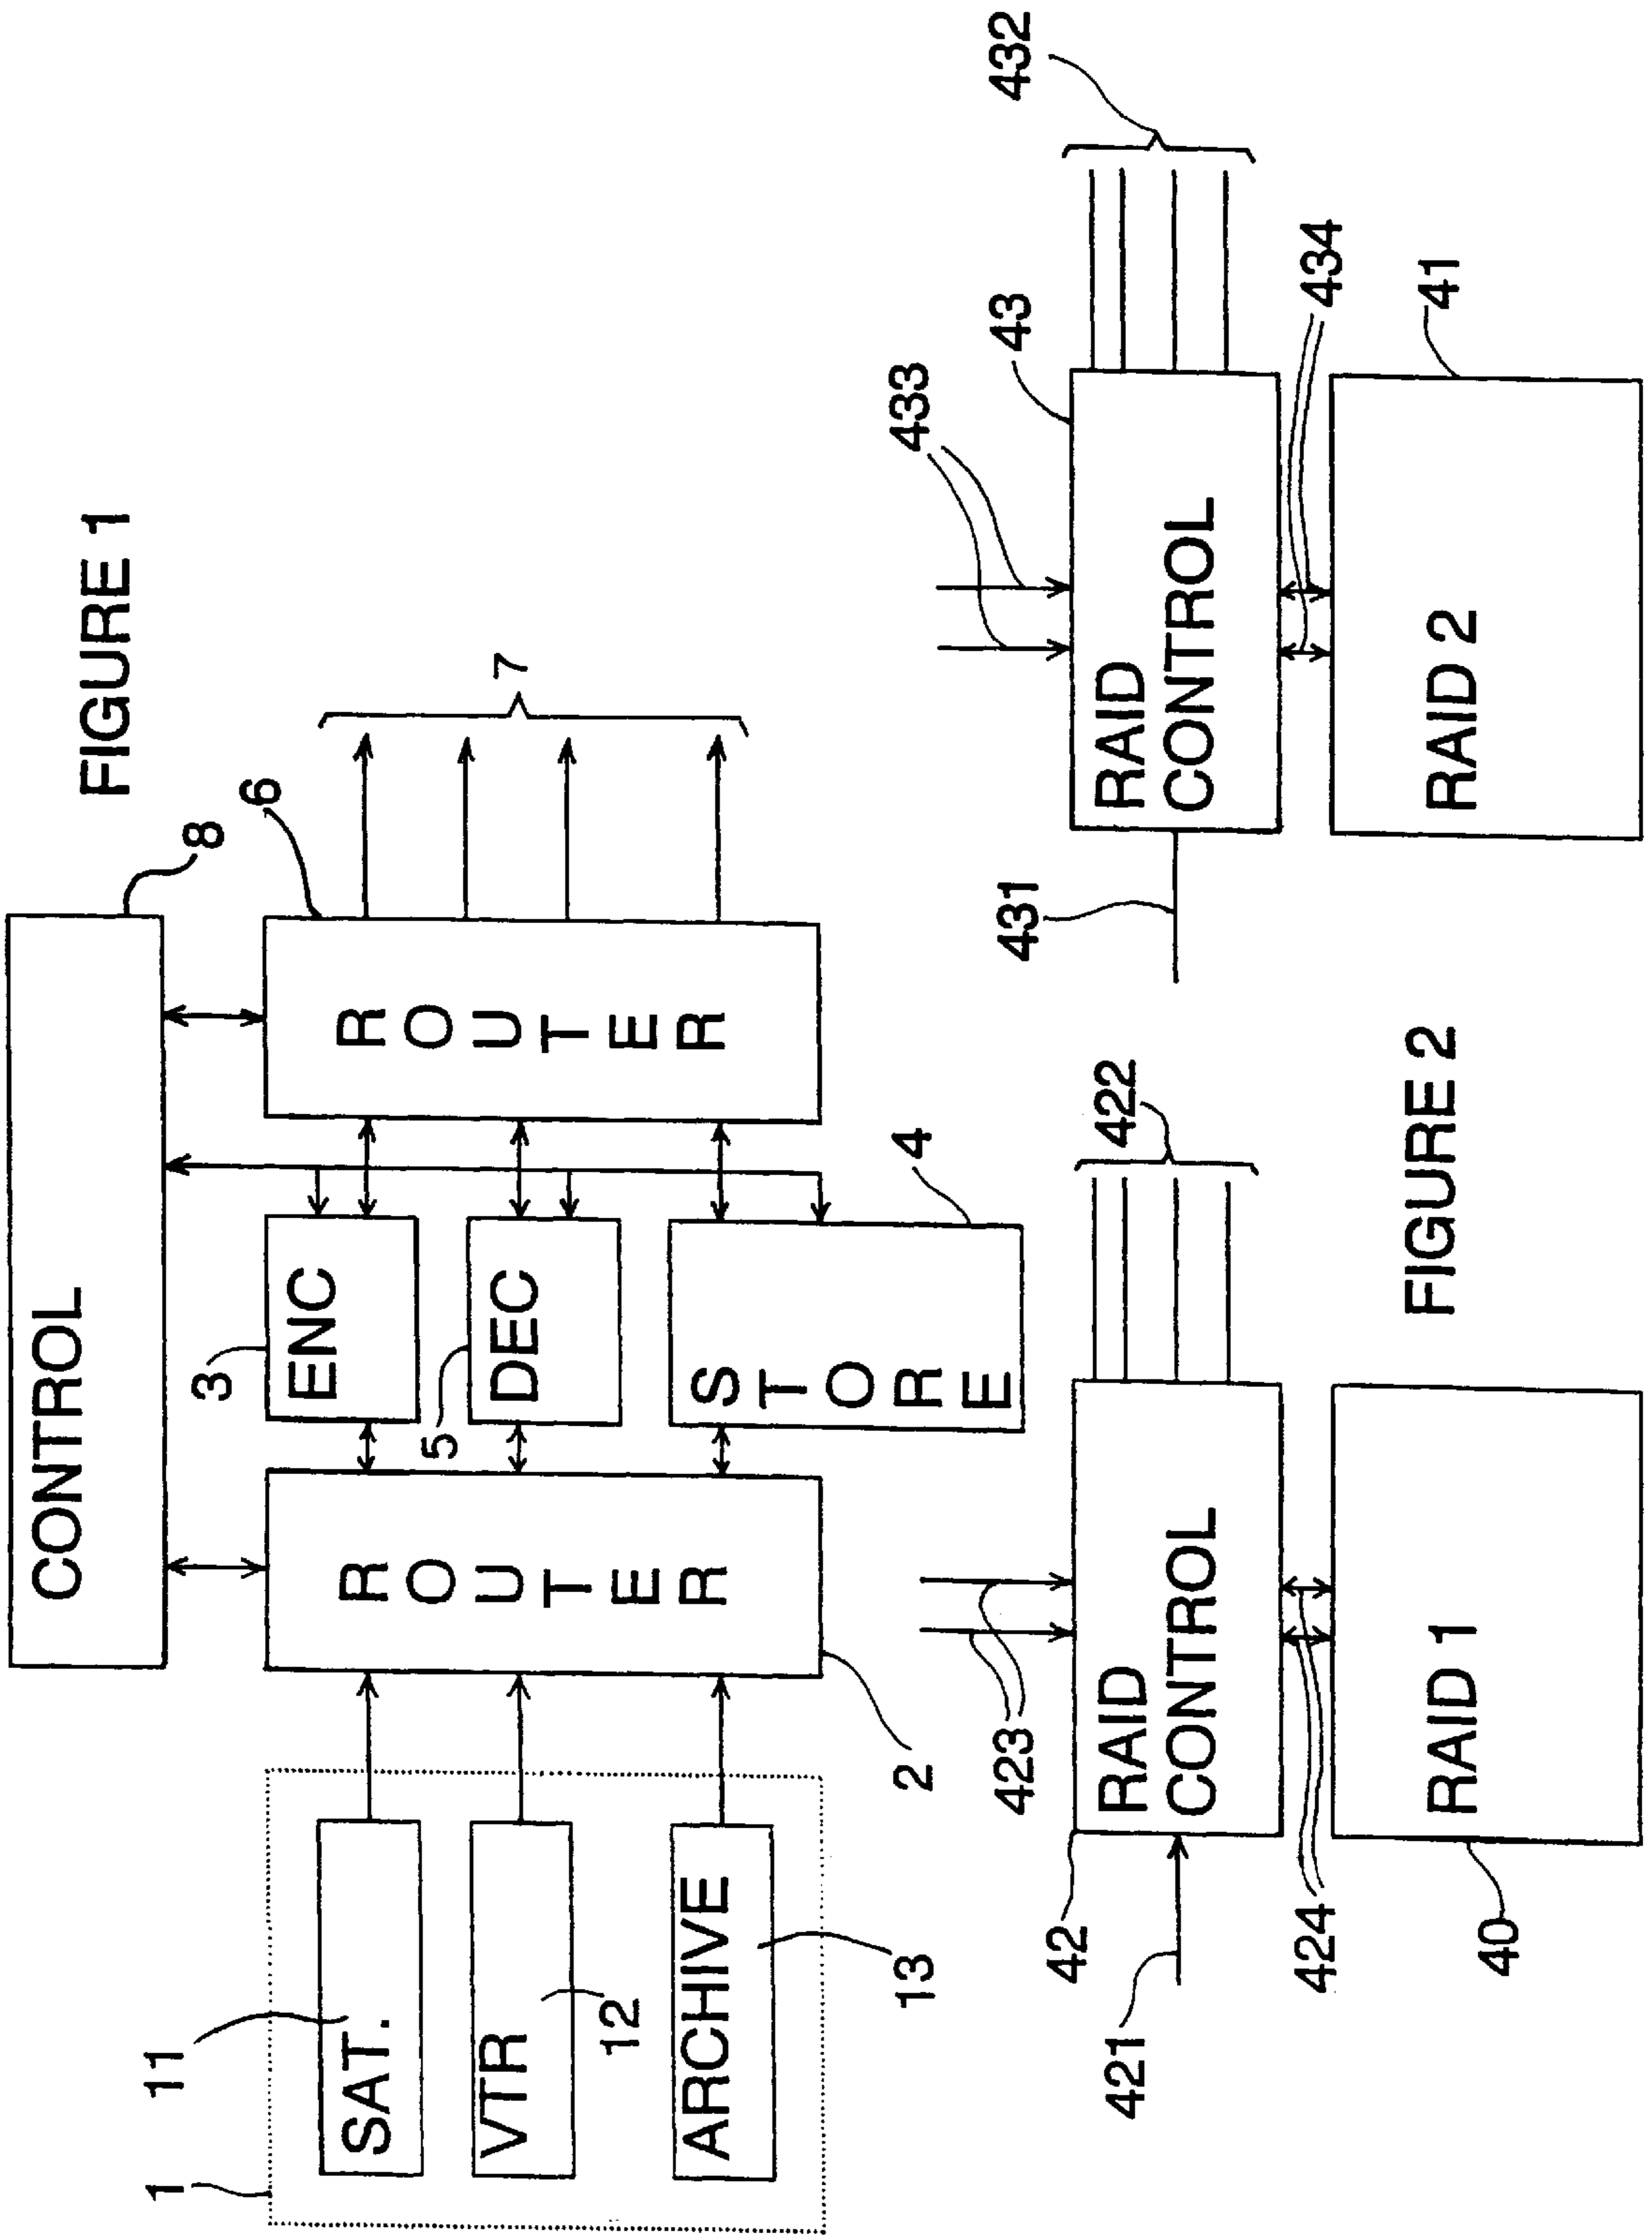 FIGURE 1
CONTROL
8
1
11
SAT.
VTR
12
ARCHIVE
13
ROUTER
2
3
ENC
5
DEC
STORE
4
ROUTER
6
7
421
42
423
RAID
CONTROL
422
424
40
RAID 1
431
433
43
RAID
CONTROL
432
434
41
RAID 2
FIGURE 2